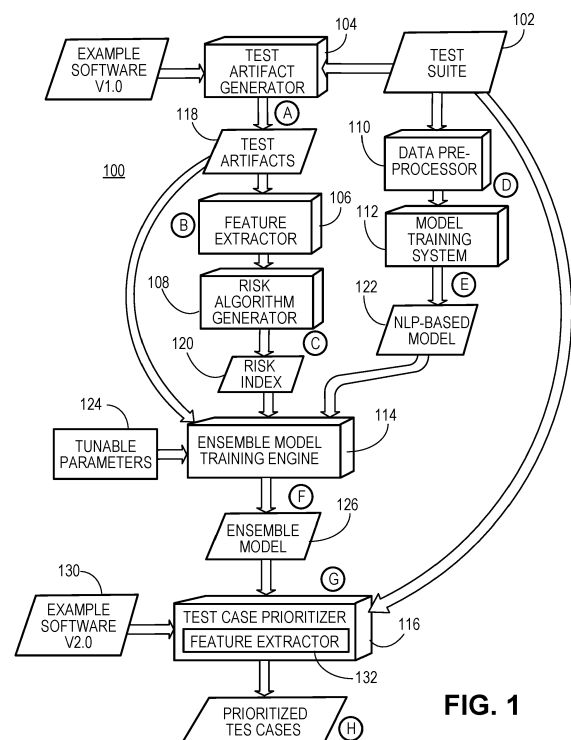 104
102
EXAMPLE
SOFTWARE
V1.0
TEST
ARTIFACT
GENERATOR
TEST
SUITE
118
A
110
TEST
ARTIFACTS
DATA PRE-
PROCESSOR
100
D
106
B
FEATURE
EXTRACTOR
112
MODEL
TRAINING
SYSTEM
108
RISK
ALGORITHM
GENERATOR
122
E
120
C
NLP-BASED
MODEL
RISK
INDEX
124
114
TUNABLE
PARAMETERS
ENSEMBLE MODEL
TRAINING ENGINE
F
126
ENSEMBLE
MODEL
130
G
EXAMPLE
SOFTWARE
V2.0
TEST CASE PRIORITIZER
FEATURE EXTRACTOR
116
132
PRIORITIZED
TES CASES
H
FIG. 1